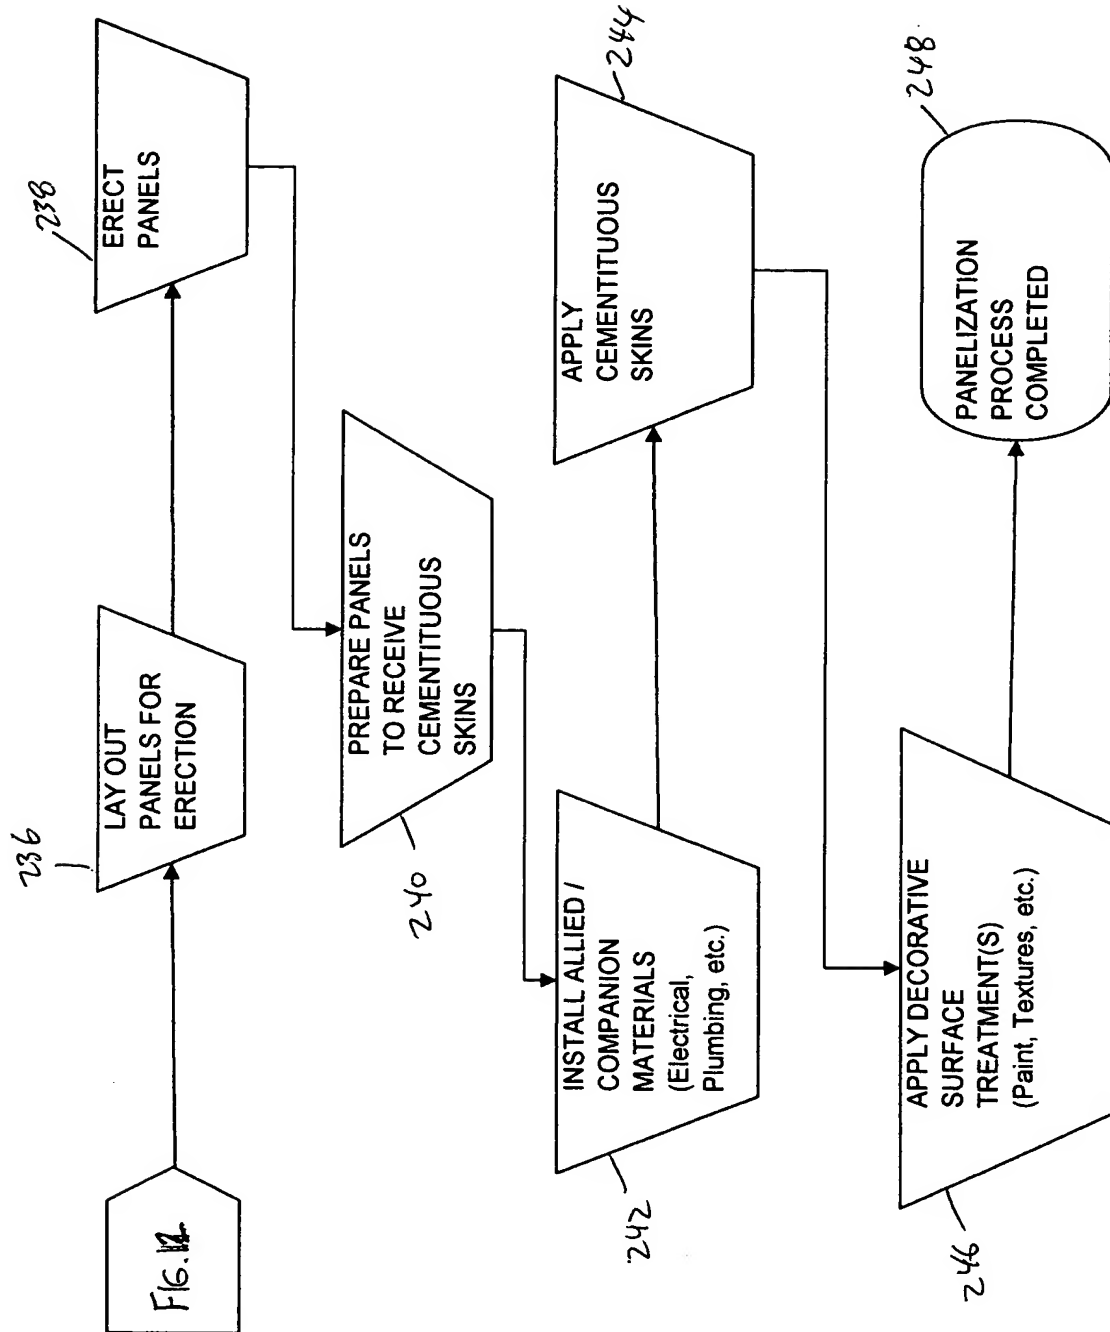 236
238
LAY OUT
PANELS FOR
ERECTION
ERECT
PANELS
240
PREPARE PANELS
TO RECEIVE
CEMENTITUOUS
SKINS
242
INSTALL ALLIED /
COMPANION
MATERIALS
(Electrical,
Plumbing, etc.)
244
APPLY
CEMENTITUOUS
SKINS
246
APPLY DECORATIVE
SURFACE
TREATMENT(S)
(Paint, Textures, etc.)
248
PANELIZATION
PROCESS
COMPLETED
FIG.